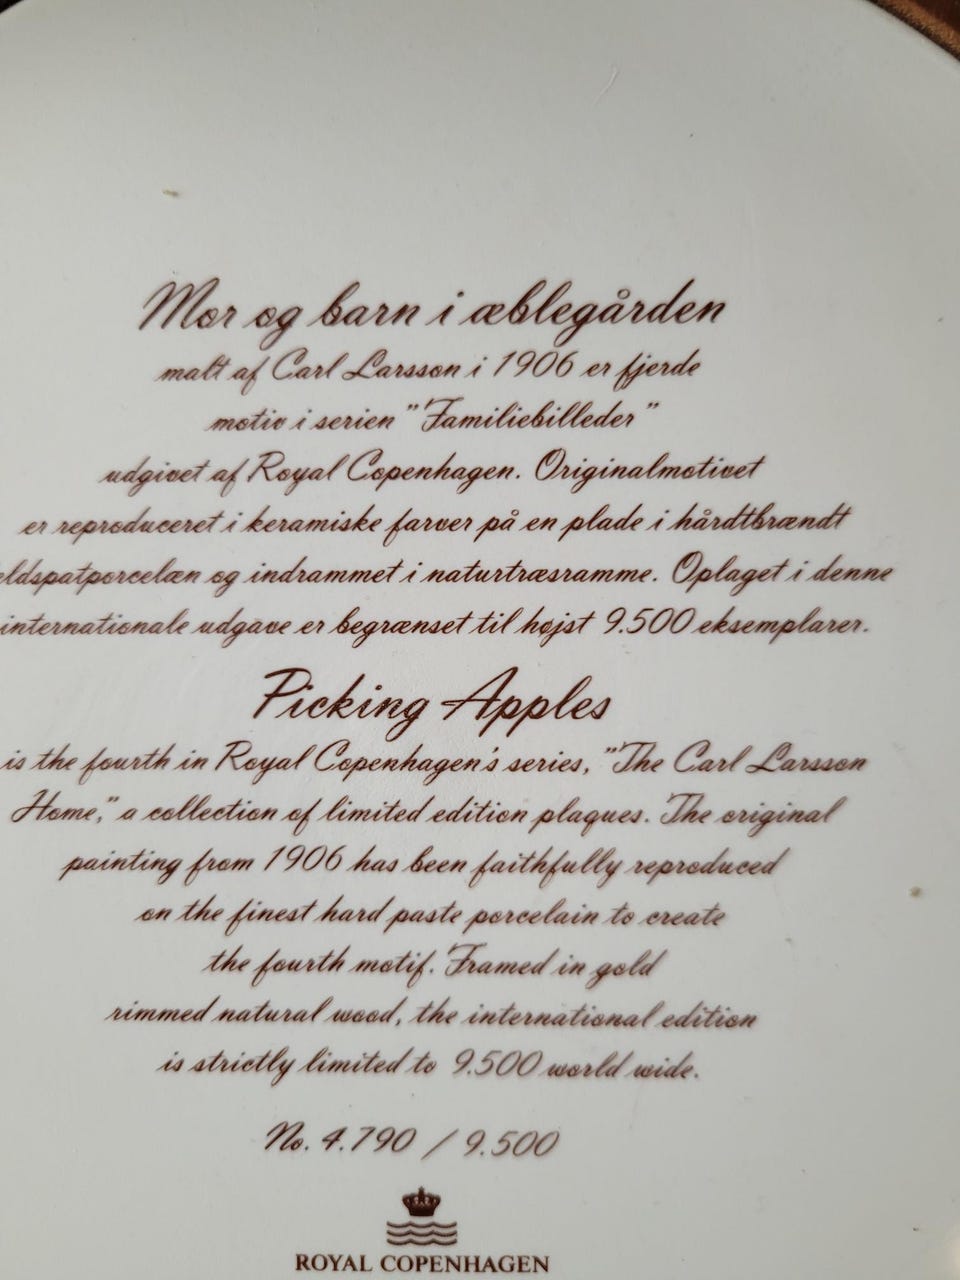 Mor og barn i æblegården
malt af Carl Larsson i 1906 er fjerde
motiv i serien "Familiebilleder"
udgivet af Royal Copenhagen. Originalmotivet
er reproduceret i keramiske farver på en plade i hårdtbrændt
eldspatporcelæn og indrammet i naturtræsramme. Oplaget i denne
internationale udgave er begrænset til højst 9.500 eksemplarer.
Picking Apples
is the fourth in Royal Copenhagen's series, "The Carl Larsson
Home," a collection of limited edition plaques. The original
painting from 1906 has been faithfully reproduced
on the finest hard paste porcelain to create
the fourth motif. Framed in gold
rimmed natural wood, the international edition
is strictly limited to 9.500 world wide.
No. 4.790 / 9.500
ROYAL COPENHAGEN